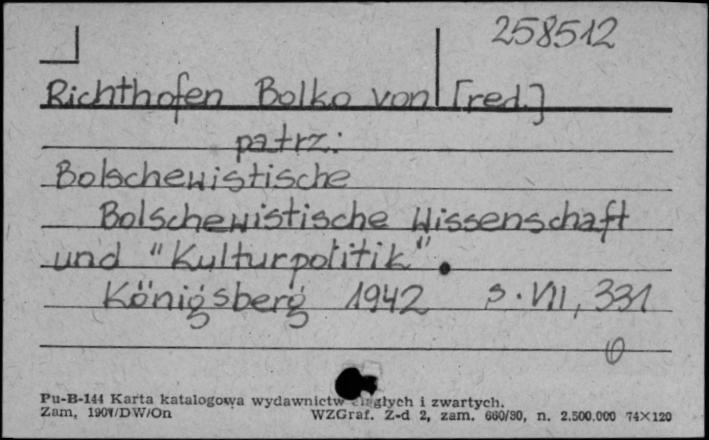 258512
Richthofen Bolko von [red.]
patrz:
Bolschewistische
Bolschewistische Wissenschaft
und "Kulturpolitik".
Königsberg 1942 s. VII, 331
Pu-B-144 Karta katalogowa wydawnictw ciągłych i zwartych.
Zam, /DW/On WZGraf. Z-d 2, zam. 660/80, n. 2.500.000 74×120